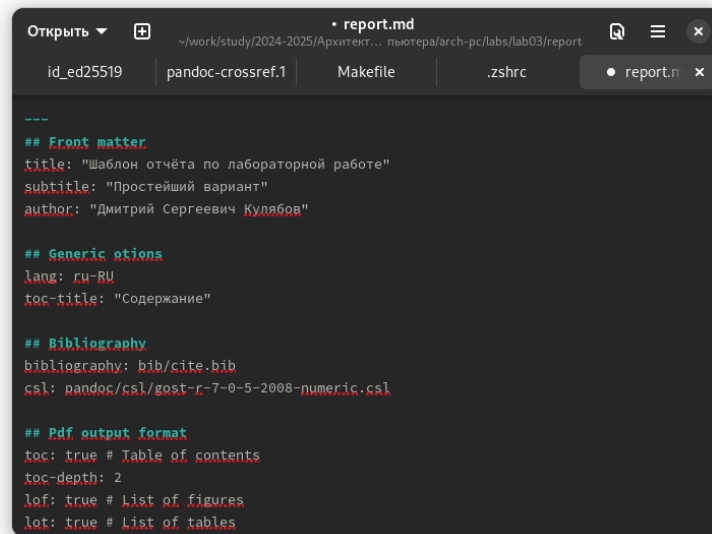 Открыть
• report.md
~/work/study/2024-2025/Архитект… пьютера/arch-pc/labs/lab03/report
id_ed25519
pandoc-crossref.1
Makefile
.zshrc
report.m
---
## Front matter
title: "Шаблон отчёта по лабораторной работе"
subtitle: "Простейший вариант"
author: "Дмитрий Сергеевич Кулябов"
## Generic otions
lang: ru-RU
toc-title: "Содержание"
## Bibliography
bibliography: bib/cite.bib
csl: pandoc/csl/gost-r-7-0-5-2008-numeric.csl
## Pdf output format
toc: true # Table of contents
toc-depth: 2
lof: true # List of figures
lot: true # List of tables